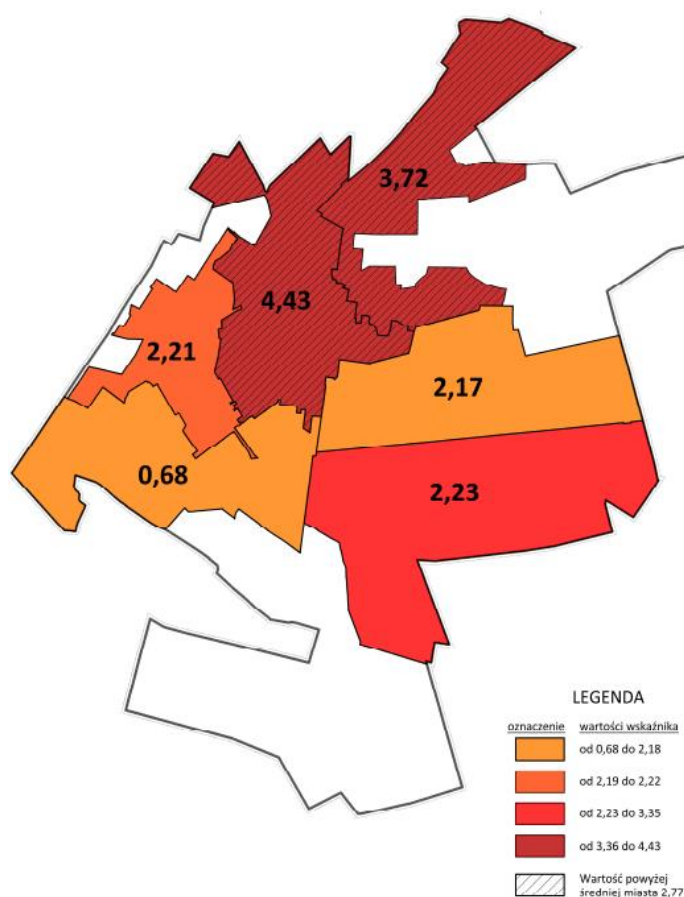 3,72
4,43
2,21
2,17
0,68
2,23
LEGENDA
oznaczenie wartości wskaźnika
od 0,68 do 2,18
od 2,19 do 2,22
od 2,23 do 3,35
od 3,36 do 4,43
Wartość powyżej
średniej miasta 2,77